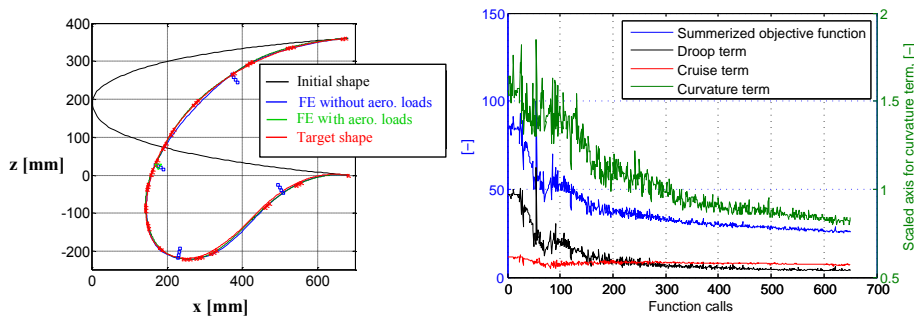 400
300
200
100
0
-100
-200
0
200
400
600
z [mm]
x [mm]
Initial shape
FE without aero. loads
FE with aero. loads
Target shape
150
100
50
0
[−]
2
1.5
1
0.5
Scaled axis for curvature term, [−]
0
100
200
300
400
500
600
700
Function calls
Summerized objective function
Droop term
Cruise term
Curvature term